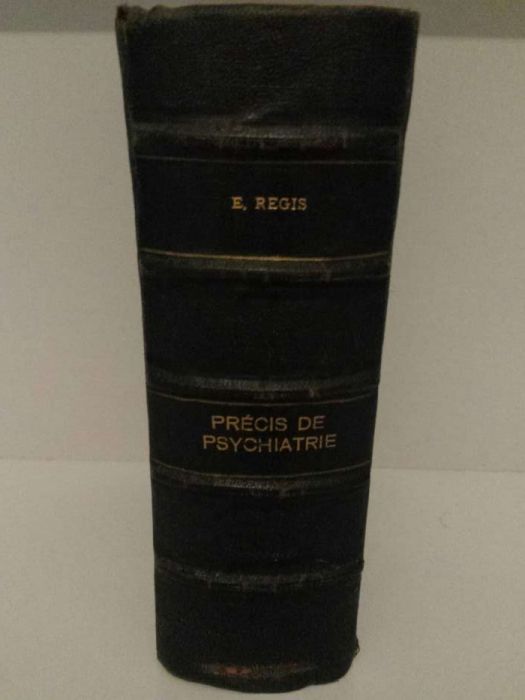 E. REGIS
PRÉCIS DE
PSYCHIATRIE